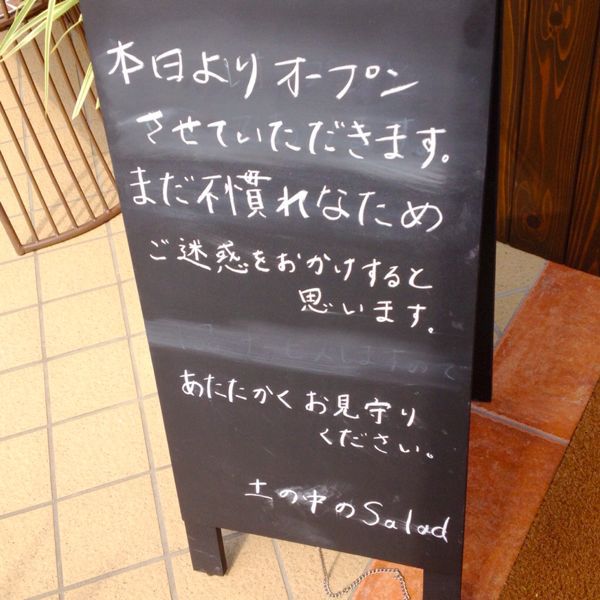 本日よりオープン
させていただきます。
まだ不慣れなため
ご迷惑をおかけすると
思います。
あたたかくお見守り
ください。
土の中のSalad